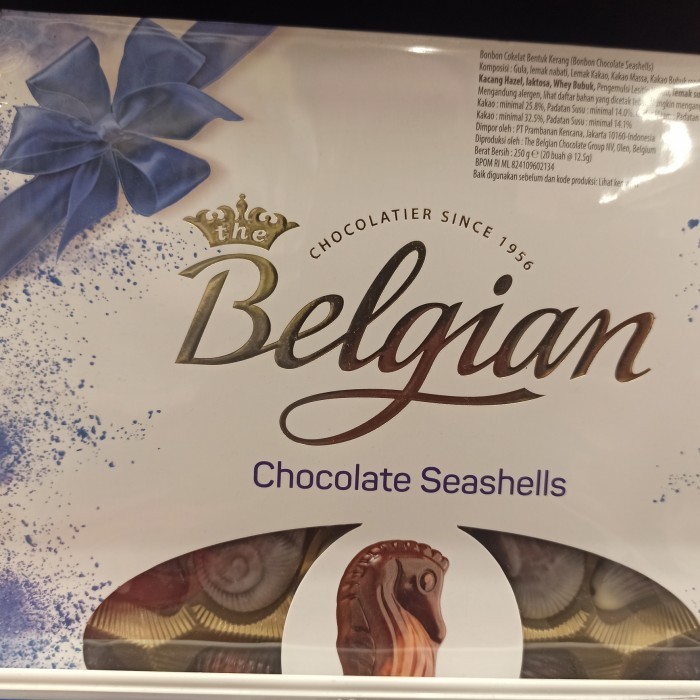 Bonbon Cokelat Bentuk Kerang (Bonbon Chocolate Seashells)
Komposisi : Gula, lemak nabati, Lemak Kakao, Kakao Massa, Kakao
Kacang Hazel, laktosa, Whey Bubuk, Pengemulsi
Mengandung alergen, lihat daftar bahan yang dicetak
Kakao : minimal 25.8%, Padatan Susu : minimal 14.0%
Kakao : minimal 32.5%, Padatan Susu : minimal 14.1%
Diimpor oleh : PT Prambanan Kencana, Jakarta 10160-Indonesia
Diproduksi oleh : The Belgian Chocolate Group NV, Olen, Belgium
Berat Bersih : 250 g ℮ (20 buah @ 12.5g)
BPOM RI ML 824109602134
Baik digunakan sebelum dan kode produksi: Lihat
CHOCOLATIER SINCE 1956
the
Belgian
Chocolate Seashells